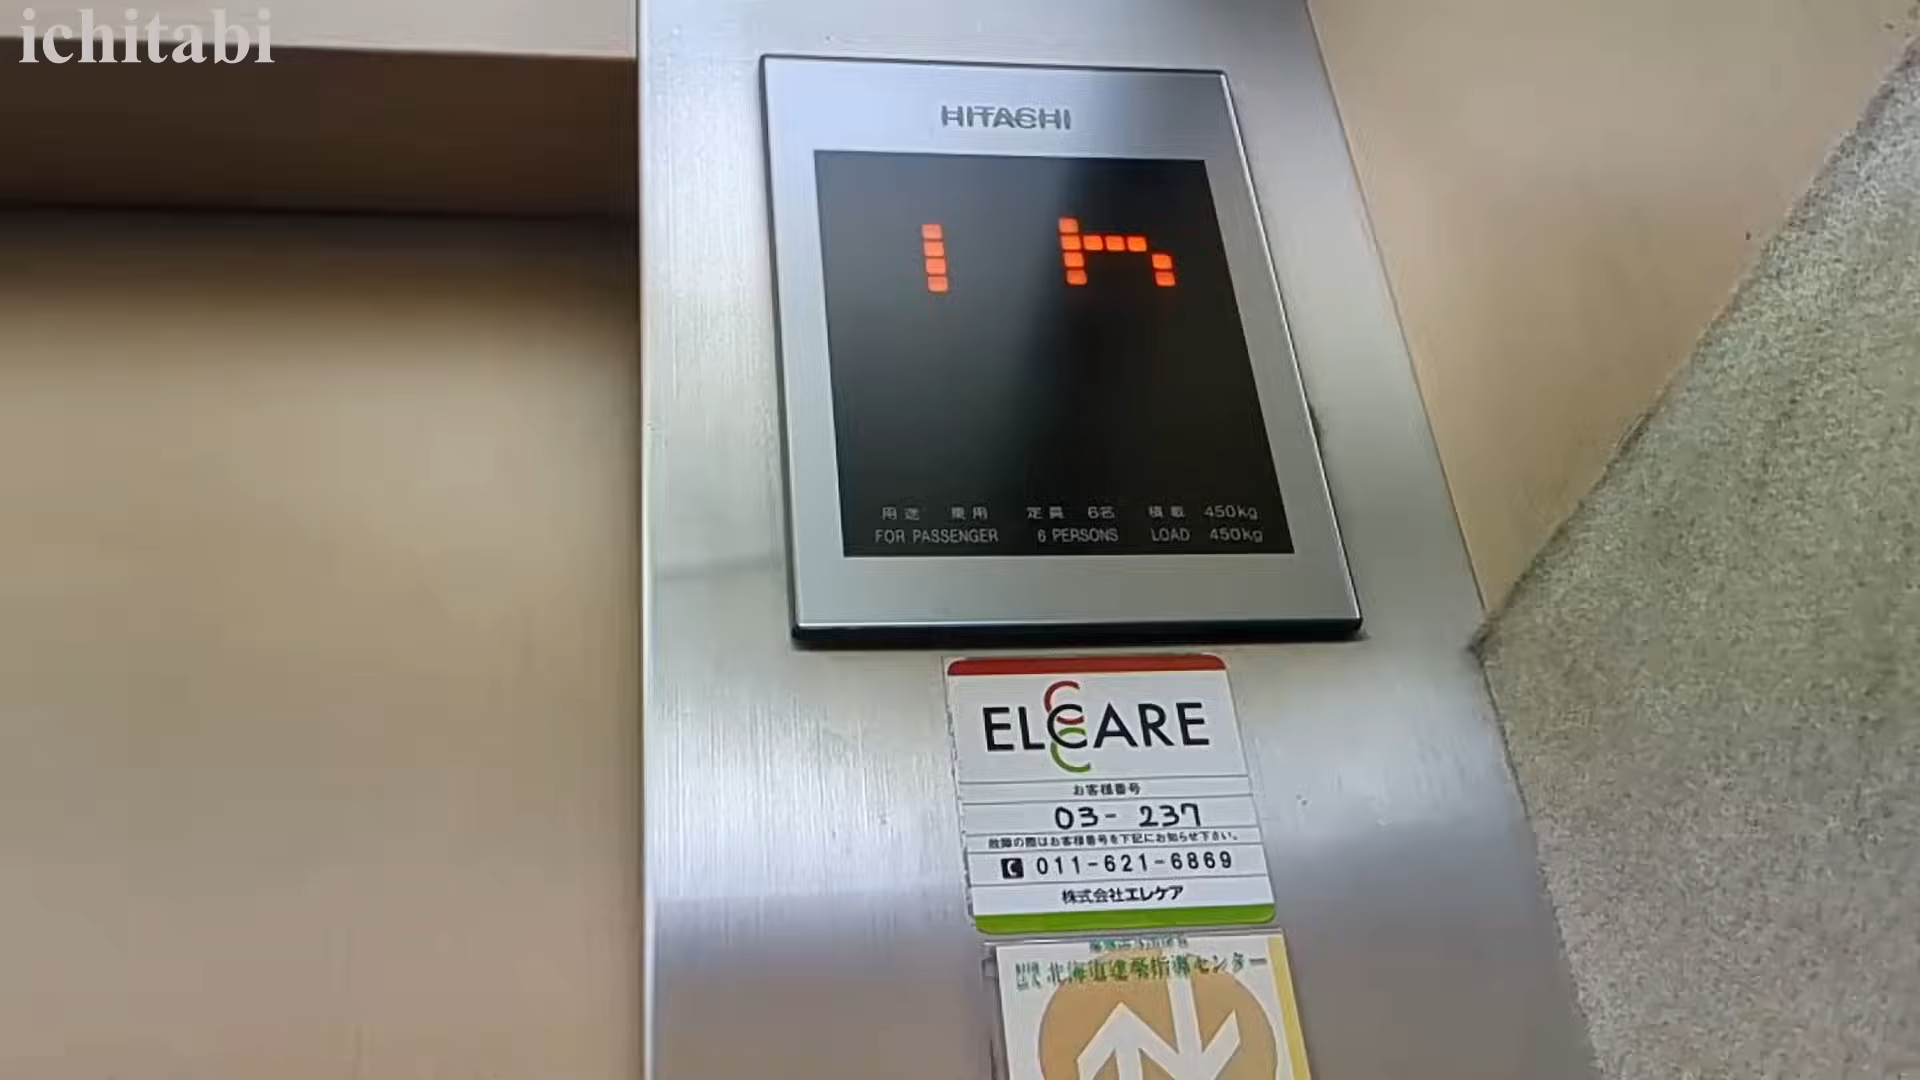 ichitabi
HITACHI
用途 乗用 定員 6名 積載 450kg
FOR PASSENGER 6 PERSONS LOAD 450kg
ELCCARE
お客様番号
03- 237
故障の際はお客様番号を下記にお知らせ下さい。
011-621-6869
株式会社エレケア
北海道建築指導センター